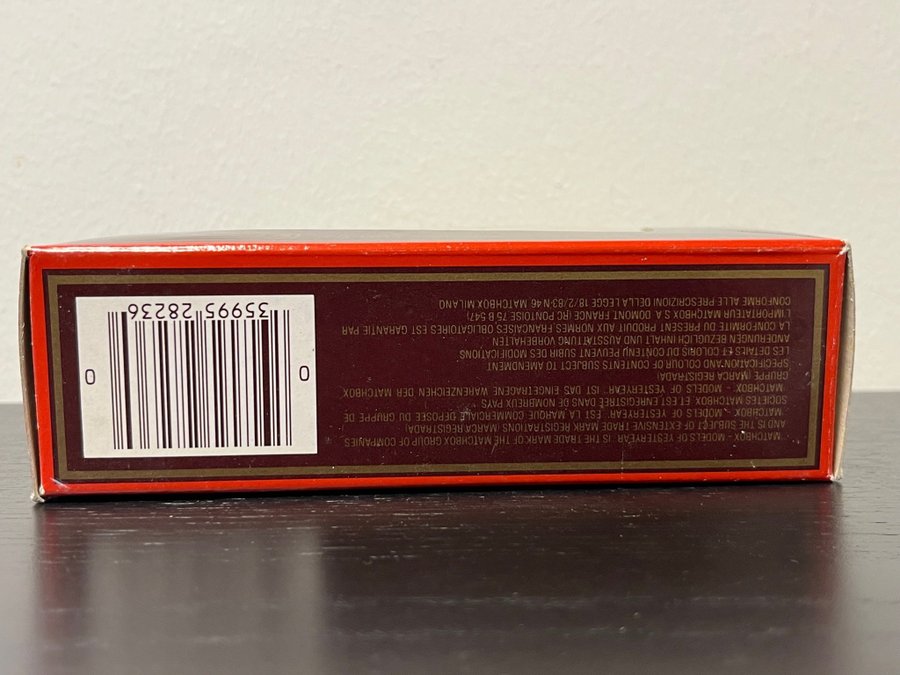 MATCHBOX · MODELS OF YESTERYEAR · IS THE TRADE MARK OF THE MATCHBOX GROUP OF COMPANIES
AND IS THE SUBJECT OF EXTENSIVE TRADE MARK REGISTRATIONS (MARCA REGISTRADA)
MATCHBOX · MODELS OF YESTERYEAR · EST LA MARQUE COMMERCIALE DEPOSÉE DU GRUPPE DE
SOCIETES MATCHBOX ET EST ENREGISTREE DANS DE NOMBREUX PAYS
MATCHBOX · MODELS OF YESTERYEAR · IST DAS EINGETRAGENE WARENZEICHEN DER MATCHBOX
GRUPPE (MARCA REGISTRADA)
SPECIFICATION AND COLOUR OF CONTENTS SUBJECT TO AMENDMENT
LES DETAILS ET COLORIS DU CONTENU PEUVENT SUBIR DES MODIFICATIONS
ANDERUNGEN BEZUGLICH INHALT UND AUSSTATTUNG VORBEHALTEN
LA CONFORMITE DU PRESENT PRODUIT AUX NORMES FRANÇAISES OBLIGATOIRES EST GARANTIE PAR
L'IMPORTATEUR MATCHBOX S A DOMONT FRANCE (RC PONTOISE 75 B 547)
CONFORME ALLE PRESCRIZIONI DELLA LEGGE 18/2/83-N·46 MATCHBOX MILANO
0 35995 28236 0